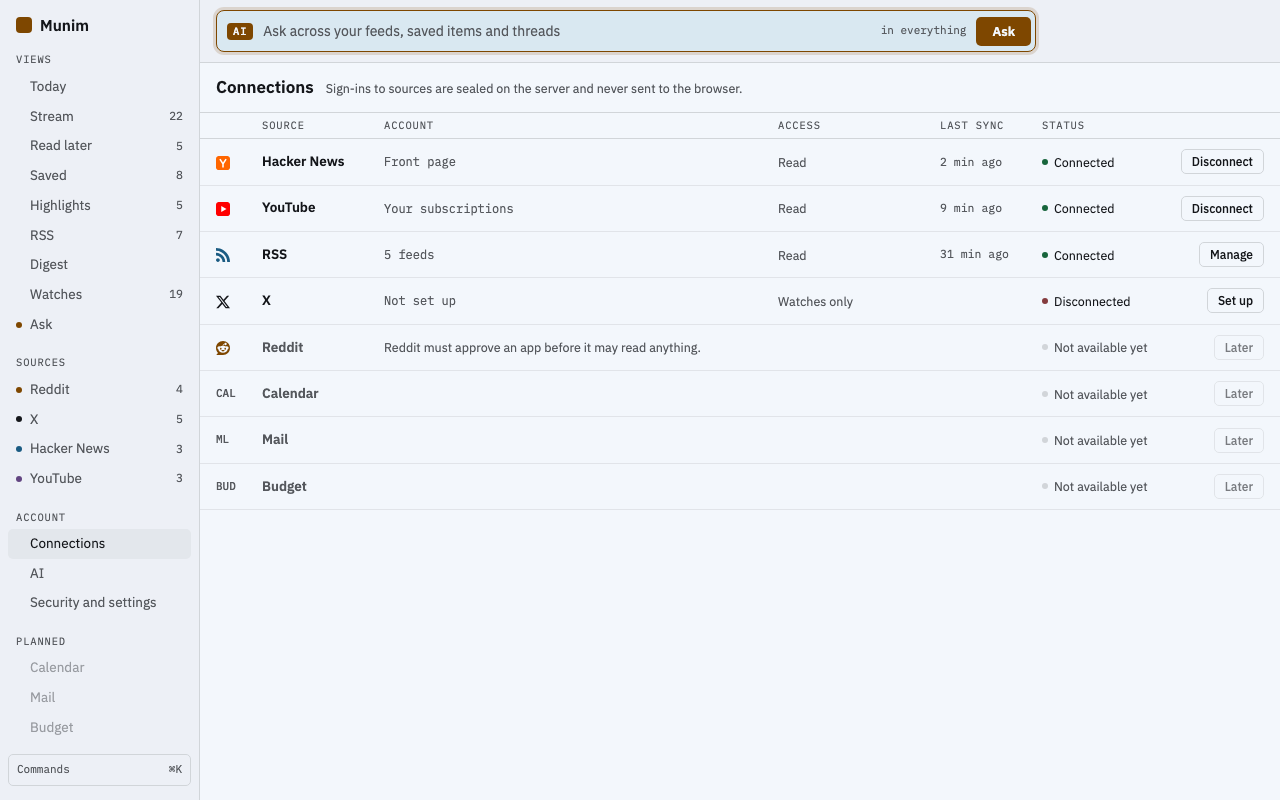 Munim
VIEWS
Today
Stream 22
Read later 5
Saved 8
Highlights 5
RSS 7
Digest
Watches 19
Ask
SOURCES
Reddit 4
X 5
Hacker News 3
YouTube 3
ACCOUNT
Connections
AI
Security and settings
PLANNED
Calendar
Mail
Budget
Commands ⌘K
AI Ask across your feeds, saved items and threads in everything Ask
Connections Sign-ins to sources are sealed on the server and never sent to the browser.
SOURCE ACCOUNT ACCESS LAST SYNC STATUS
Y Hacker News Front page Read 2 min ago Connected Disconnect
YouTube Your subscriptions Read 9 min ago Connected Disconnect
RSS 5 feeds Read 31 min ago Connected Manage
X X Not set up Watches only Disconnected Set up
Reddit Reddit must approve an app before it may read anything. Not available yet Later
CAL Calendar Not available yet Later
ML Mail Not available yet Later
BUD Budget Not available yet Later